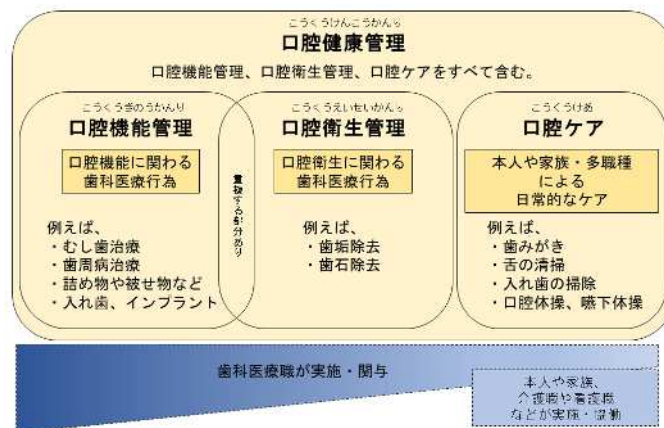 こうくうけんこうかんり
口腔健康管理
口腔機能管理、口腔衛生管理、口腔ケアをすべて含む。
こうくうきのうかんり
口腔機能管理
口腔機能に関わる
歯科医療行為
例えば、
・むし歯治療
・歯周病治療
・詰め物や被せ物など
・入れ歯、インプラント
重複する部分あり
こうくうえいせいかんり
口腔衛生管理
口腔衛生に関わる
歯科医療行為
例えば、
・歯垢除去
・歯石除去
こうくうけあ
口腔ケア
本人や家族・多職種
による
日常的なケア
例えば、
・歯みがき
・舌の清掃
・入れ歯の掃除
・口腔体操、嚥下体操
歯科医療職が実施・関与
本人や家族、
介護職や看護職
などが実施・協働